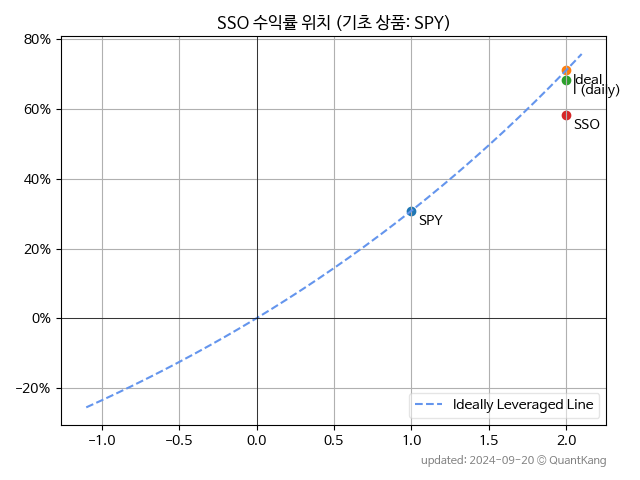 SSO 수익률 위치 (기초 상품: SPY)
80%
60%
40%
20%
0%
−20%
Ideal
l (daily)
SSO
SPY
Ideally Leveraged Line
−1.0
−0.5
0.0
0.5
1.0
1.5
2.0
updated: 2024-09-20 © QuantKang